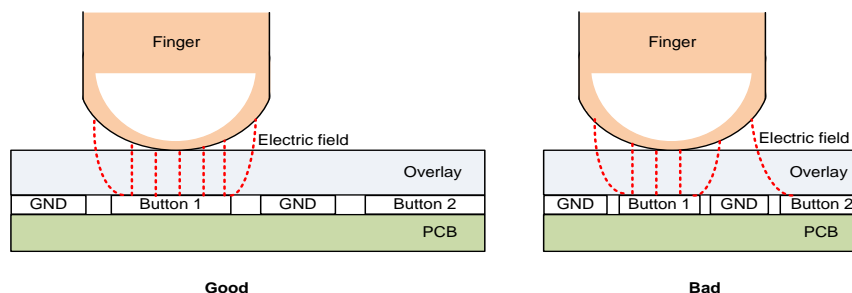 Finger
Electric field
Overlay
GND
Button 1
GND
Button 2
PCB
Good
Finger
Electric field
Overlay
GND
Button 1
GND
Button 2
PCB
Bad